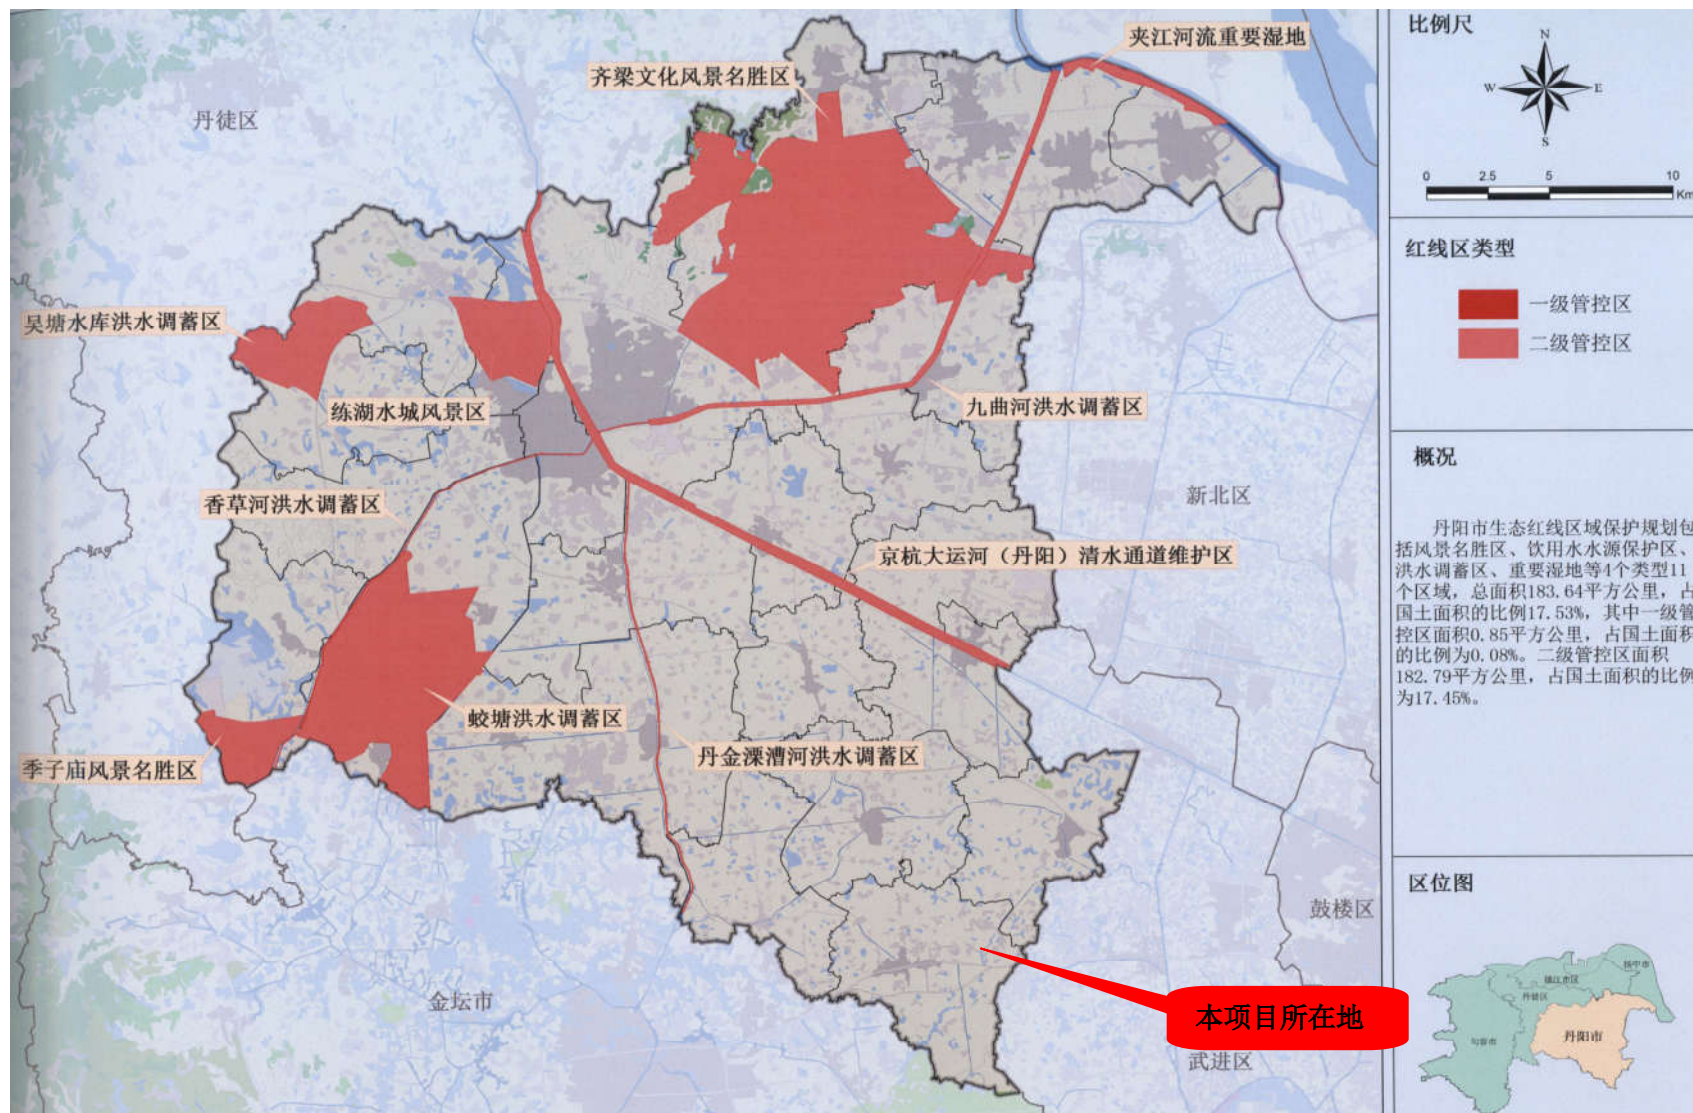 夹江河流重要湿地
齐梁文化风景名胜区
丹徒区
吴塘水库洪水调蓄区
练湖水城风景区
九曲河洪水调蓄区
香草河洪水调蓄区
新北区
京杭大运河（丹阳）清水通道维护区
蛟塘洪水调蓄区
丹金溧漕河洪水调蓄区
季子庙风景名胜区
鼓楼区
金坛市
本项目所在地
武进区
比例尺
N
W
E
S
0 2.5 5 10
Km
红线区类型
一级管控区
二级管控区
概况
丹阳市生态红线区域保护规划包
括风景名胜区、饮用水水源保护区、
洪水调蓄区、重要湿地等4个类型11
个区域，总面积183.64平方公里，占
国土面积的比例17.53%，其中一级管
控区面积0.85平方公里，占国土面积
的比例为0.08%。二级管控区面积
182.79平方公里，占国土面积的比例
为17.45%。
区位图
扬中市
镇江市区
丹徒区
句容市
丹阳市